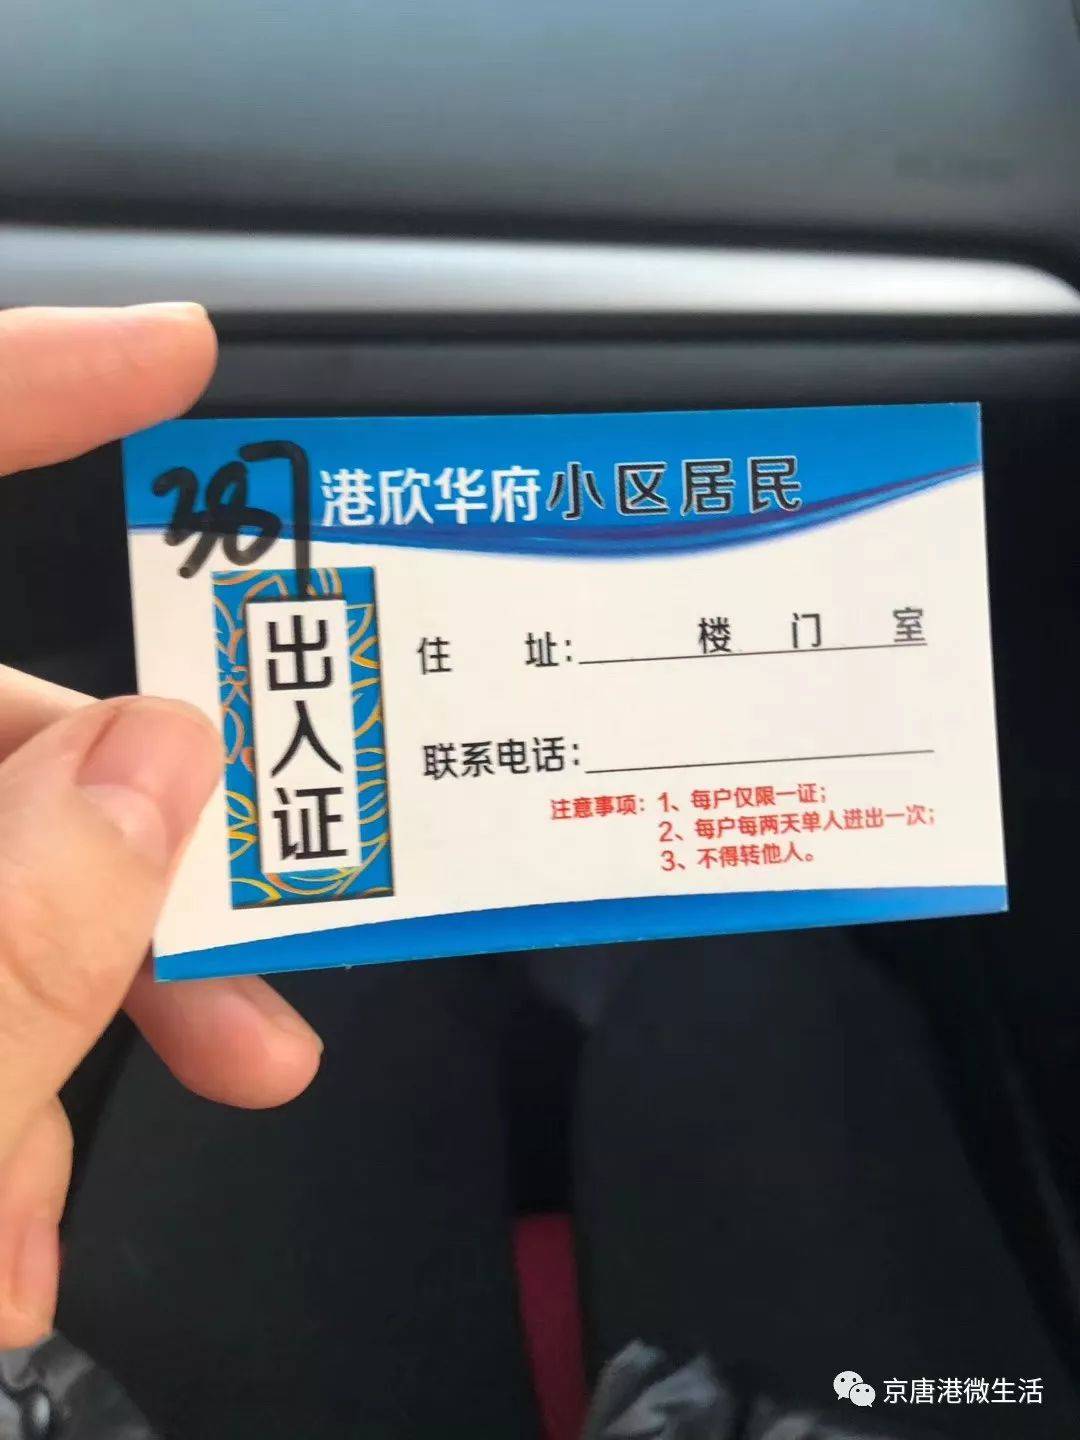 387
港欣华府小区居民
出入证
住 址: 楼 门 室
联系电话:
注意事项: 1、每户仅限一证;
2、每户每两天单人进出一次;
3、不得转他人。
京唐港微生活